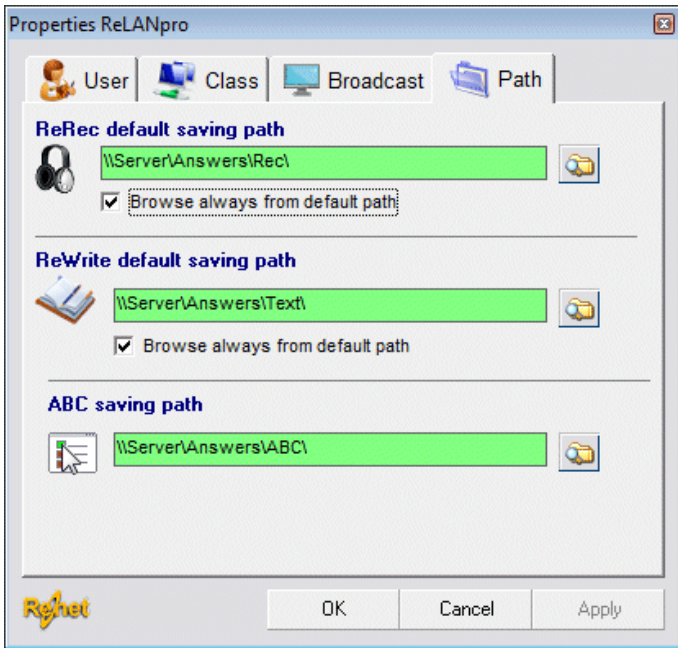 Properties ReLANpro
User Class Broadcast Path
ReRec default saving path
\\Server\Answers\Rec\
Browse always from default path
ReWrite default saving path
\\Server\Answers\Text\
Browse always from default path
ABC saving path
\\Server\Answers\ABC\
Renet OK Cancel Apply